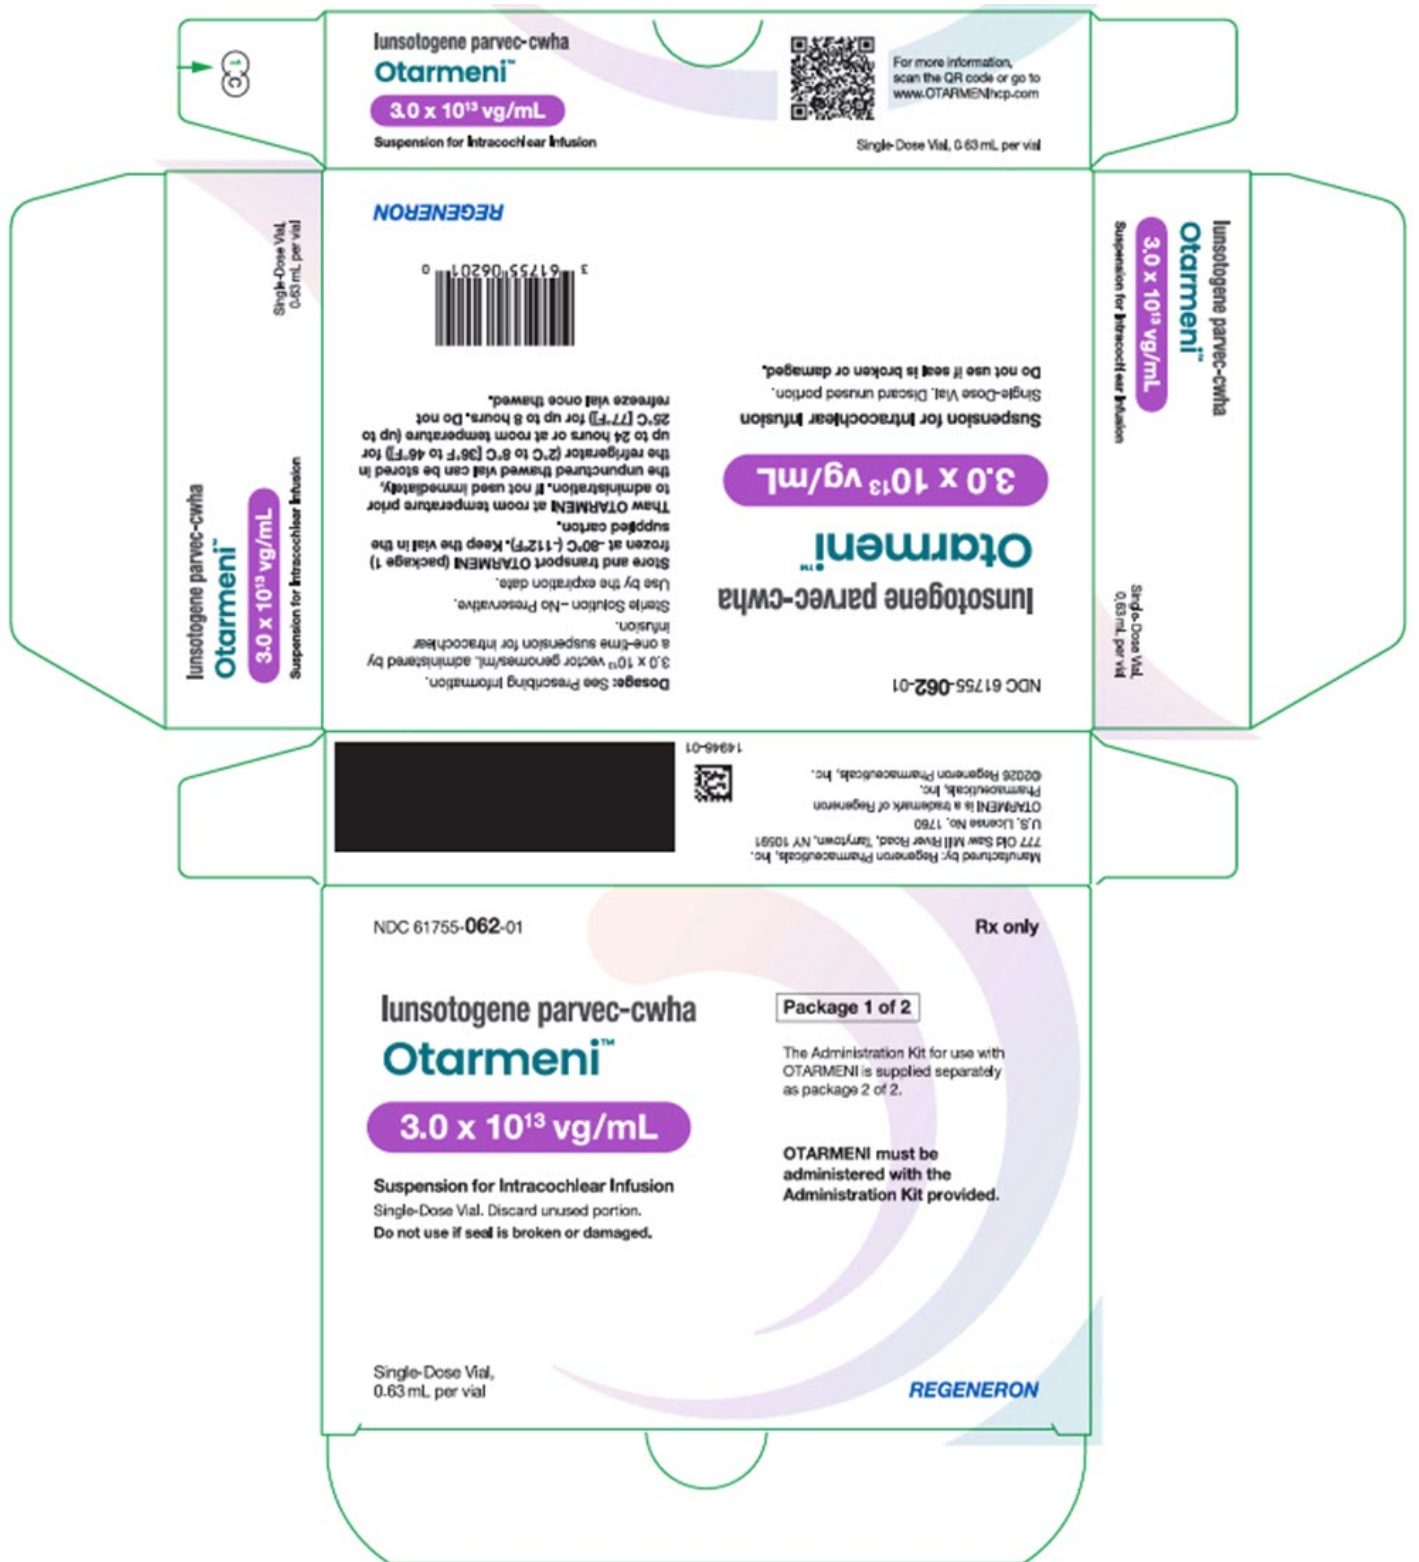 1C
lunsotogene parvec-cwha
Otarmeni™
3.0 x 10¹³ vg/mL
Suspension for Intracochlear Infusion
For more information,
scan the QR code or go to
www.OTARMENIhcp.com
Single-Dose Vial, 0.63 mL per vial
lunsotogene parvec-cwha
Otarmeni™
3.0 x 10¹³ vg/mL
Suspension for Intracochlear Infusion
Single-Dose Vial,
0.63 mL per vial
NDC 61755-062-01
lunsotogene parvec-cwha
Otarmeni™
3.0 x 10¹³ vg/mL
Suspension for Intracochlear Infusion
Single-Dose Vial. Discard unused portion.
Do not use if seal is broken or damaged.
Dosage: See Prescribing Information.
3.0 x 10¹³ vector genomes/mL administered by
a one-time suspension for intracochlear
infusion.
Sterile Solution – No Preservative.
Use by the expiration date.
Store and transport OTARMENI (package 1)
frozen at -80°C (-112°F). Keep the vial in the
supplied carton.
Thaw OTARMENI at room temperature prior
to administration. If not used immediately,
the unpunctured thawed vial can be stored in
the refrigerator (2°C to 8°C [36°F to 46°F]) for
up to 24 hours or at room temperature (up to
25°C [77°F]) for up to 8 hours. Do not
refreeze vial once thawed.
3 61755 06201 0
REGENERON
lunsotogene parvec-cwha
Otarmeni™
3.0 x 10¹³ vg/mL
Suspension for Intracochlear Infusion
Single-Dose Vial,
0.63 mL per vial
Manufactured by: Regeneron Pharmaceuticals, Inc.
777 Old Saw Mill River Road, Tarrytown, NY 10591
U.S. License No. 1760
OTARMENI is a trademark of Regeneron
Pharmaceuticals, Inc.
©2026 Regeneron Pharmaceuticals, Inc.
14946-01
NDC 61755-062-01
Rx only
lunsotogene parvec-cwha
Otarmeni™
3.0 x 10¹³ vg/mL
Suspension for Intracochlear Infusion
Single-Dose Vial. Discard unused portion.
Do not use if seal is broken or damaged.
Package 1 of 2
The Administration Kit for use with
OTARMENI is supplied separately
as package 2 of 2.
OTARMENI must be
administered with the
Administration Kit provided.
Single-Dose Vial,
0.63 mL per vial
REGENERON